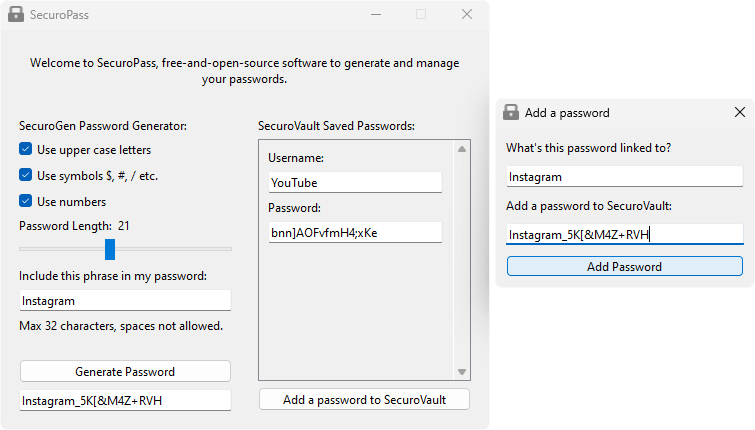 SecuroPass
Welcome to SecuroPass, free-and-open-source software to generate and manage
your passwords.
SecuroGen Password Generator:
Use upper case letters
Use symbols $, #, / etc.
Use numbers
Password Length: 21
Include this phrase in my password:
Instagram
Max 32 characters, spaces not allowed.
Generate Password
Instagram_5K[&M4Z+RVH
SecuroVault Saved Passwords:
Username:
YouTube
Password:
bnn]AOFvfmH4;xKe
Add a password to SecuroVault
Add a password
What's this password linked to?
Instagram
Add a password to SecuroVault:
Instagram_5K[&M4Z+RVH
Add Password